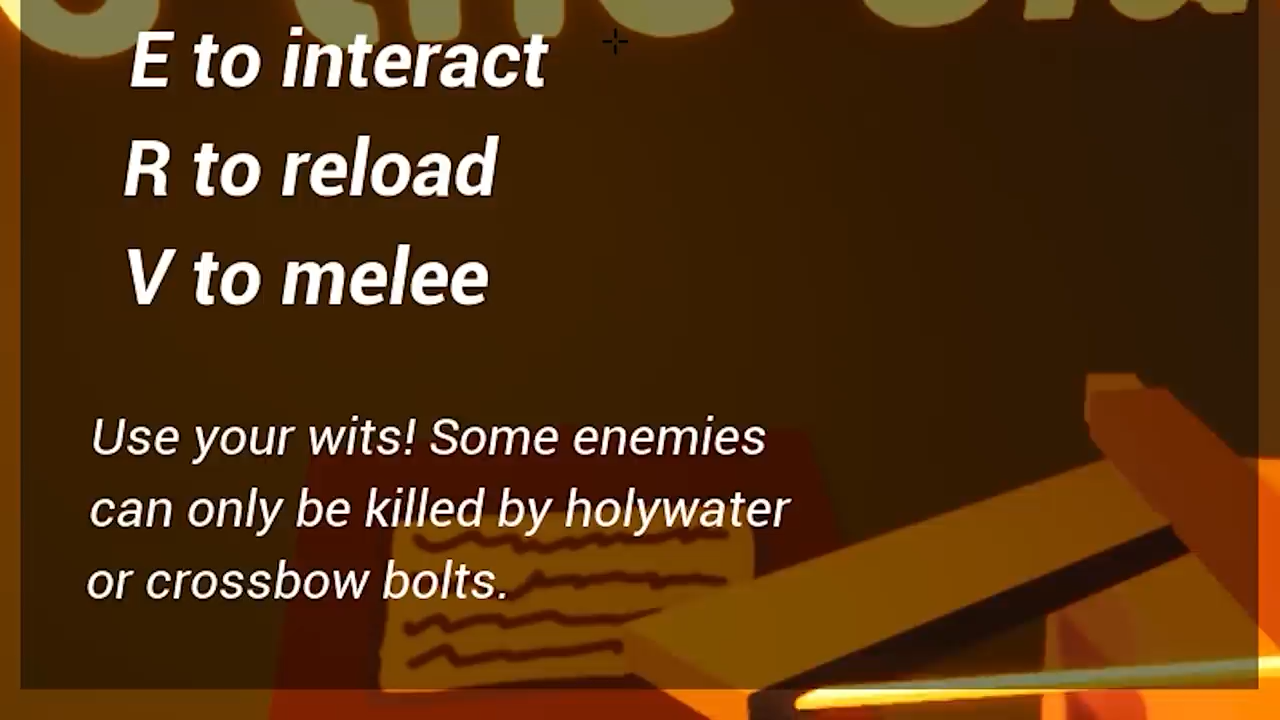 E to interact
R to reload
V to melee
Use your wits! Some enemies
can only be killed by holywater
or crossbow bolts.